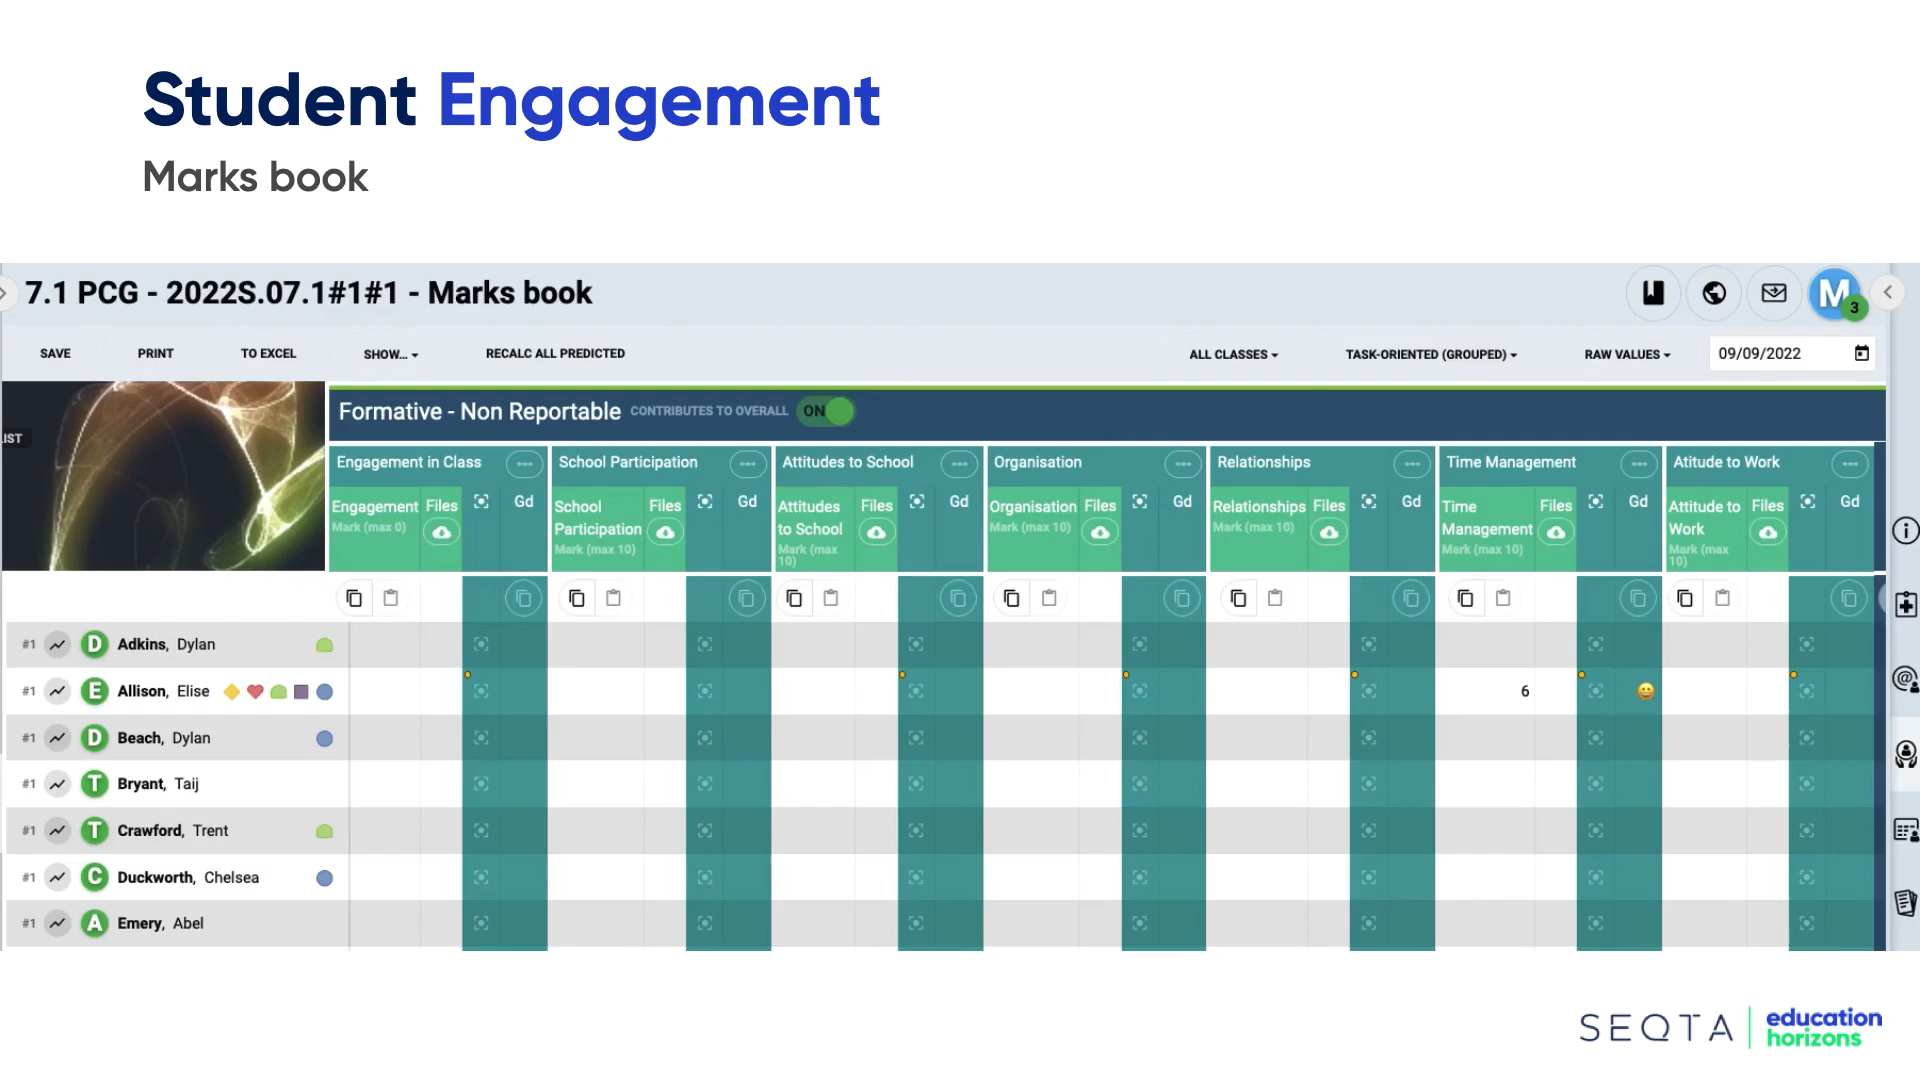 Student Engagement
Marks book
7.1 PCG - 2022S.07.1#1#1 - Marks book
M
3
SAVE
PRINT
TO EXCEL
SHOW...
RECALC ALL PREDICTED
ALL CLASSES
TASK-ORIENTED (GROUPED)
RAW VALUES
09/09/2022
IST
Formative - Non Reportable
CONTRIBUTES TO OVERALL
ON
Engagement in Class
School Participation
Attitudes to School
Organisation
Relationships
Time Management
Atitude to Work
Engagement
Mark (max 0)
Files
Gd
School
Participation
Mark (max 10)
Files
Gd
Attitudes
to School
Mark (max
10)
Files
Gd
Organisation
Mark (max 10)
Files
Gd
Relationships
Mark (max 10)
Files
Gd
Time
Management
Mark (max 10)
Files
Gd
Attitude to
Work
Mark (max
10)
Files
Gd
#1 D Adkins, Dylan
#1 E Allison, Elise 6
#1 D Beach, Dylan
#1 T Bryant, Taij
#1 T Crawford, Trent
#1 C Duckworth, Chelsea
#1 A Emery, Abel
SEQTA
education
horizons